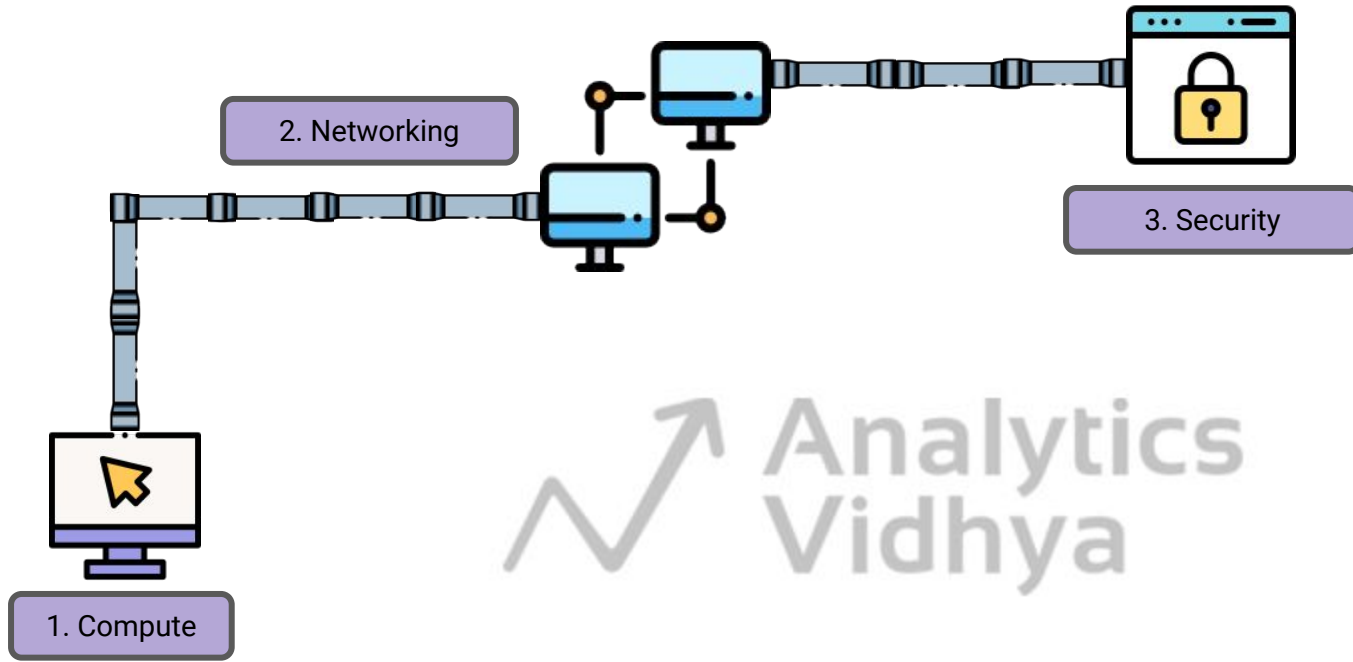 2. Networking
3. Security
Analytics
Vidhya
1. Compute